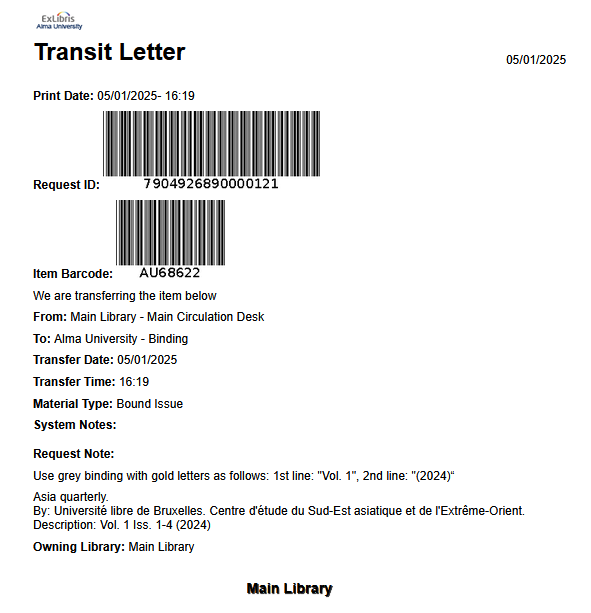 ExLibris
Alma University
Transit Letter
05/01/2025
Print Date: 05/01/2025- 16:19
Request ID: 7904926890000121
Item Barcode: AU68622
We are transferring the item below
From: Main Library - Main Circulation Desk
To: Alma University - Binding
Transfer Date: 05/01/2025
Transfer Time: 16:19
Material Type: Bound Issue
System Notes:
Request Note:
Use grey binding with gold letters as follows: 1st line: "Vol. 1", 2nd line: "(2024)“
Asia quarterly.
By: Université libre de Bruxelles. Centre d'étude du Sud-Est asiatique et de l'Extrême-Orient.
Description: Vol. 1 Iss. 1-4 (2024)
Owning Library: Main Library
Main Library